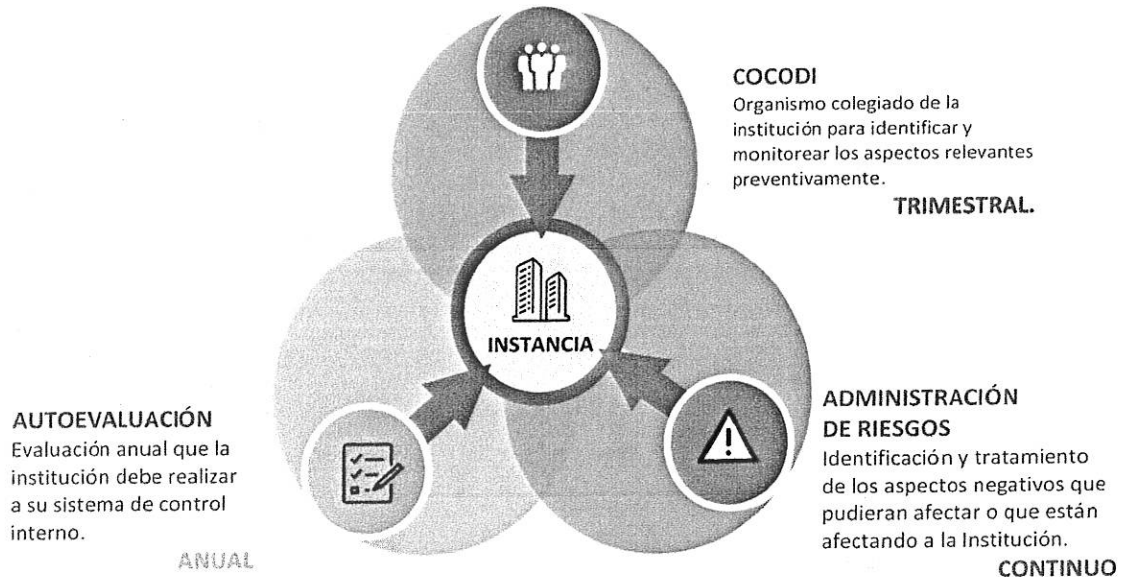 COCODI
Organismo colegiado de la
institución para identificar y
monitorear los aspectos relevantes
preventivamente.
TRIMESTRAL.
INSTANCIA
AUTOEVALUACIÓN
Evaluación anual que la
institución debe realizar
a su sistema de control
interno.
ANUAL
ADMINISTRACIÓN
DE RIESGOS
Identificación y tratamiento
de los aspectos negativos que
pudieran afectar o que están
afectando a la Institución.
CONTINUO